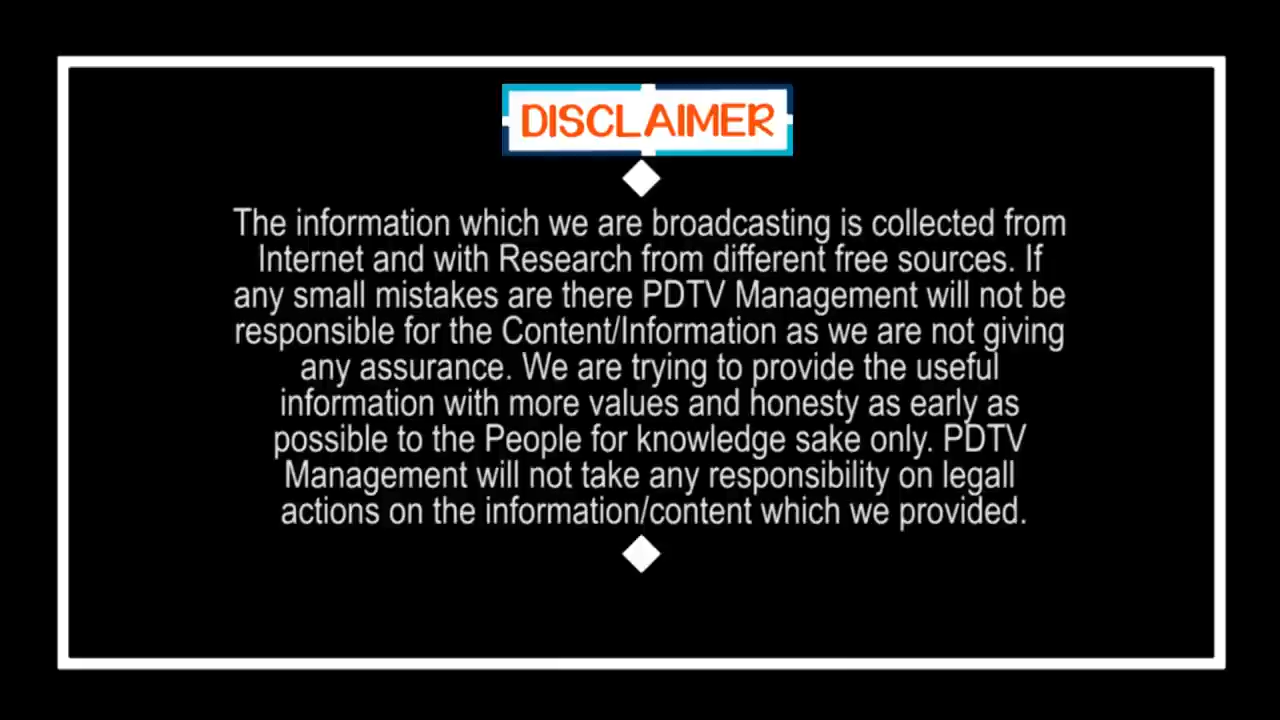 DISCLAIMER
The information which we are broadcasting is collected from
Internet and with Research from different free sources. If
any small mistakes are there PDTV Management will not be
responsible for the Content/Information as we are not giving
any assurance. We are trying to provide the useful
information with more values and honesty as early as
possible to the People for knowledge sake only. PDTV
Management will not take any responsibility on legall
actions on the information/content which we provided.